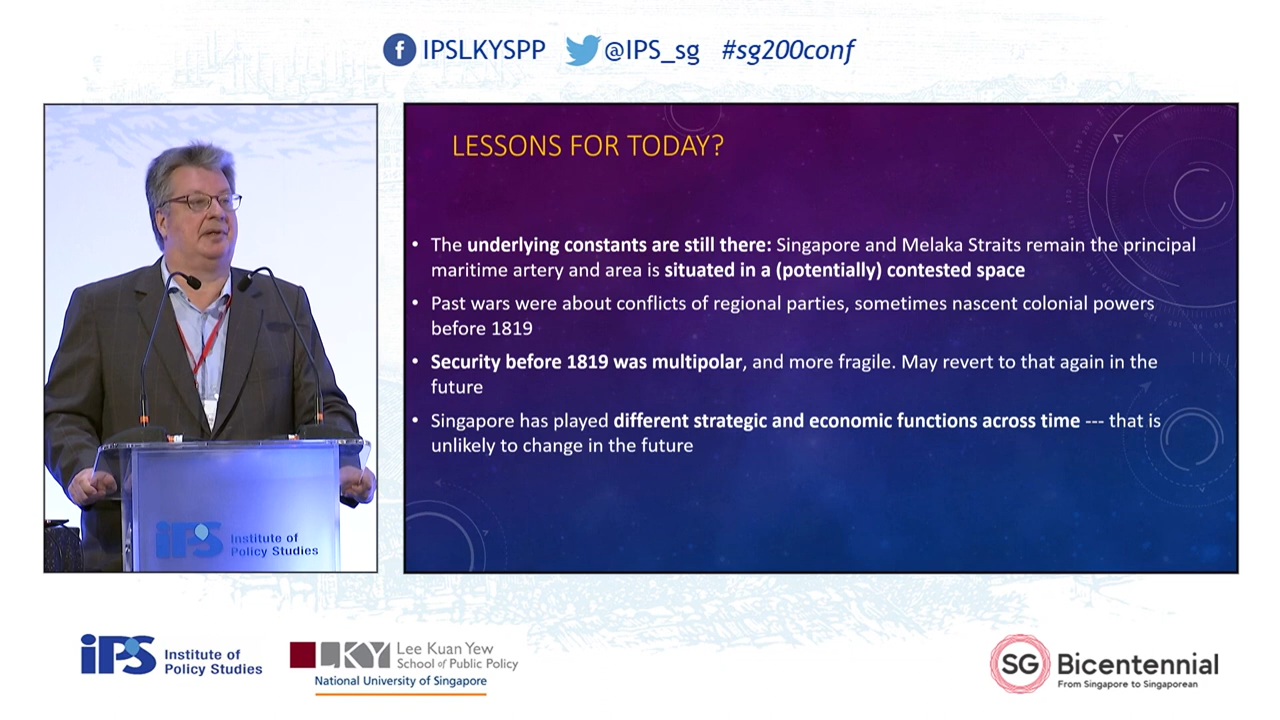 IPSLKYSPP @IPS_sg #sg200conf
LESSONS FOR TODAY?
• The underlying constants are still there: Singapore and Melaka Straits remain the principal
maritime artery and area is situated in a (potentially) contested space
• Past wars were about conflicts of regional parties, sometimes nascent colonial powers
before 1819
• Security before 1819 was multipolar, and more fragile. May revert to that again in the
future
• Singapore has played different strategic and economic functions across time --- that is
unlikely to change in the future
iPS Institute of
Policy Studies
iPS Institute of
Policy Studies
LKY Lee Kuan Yew
School of Public Policy
National University of Singapore
SG Bicentennial
From Singapore to Singaporean